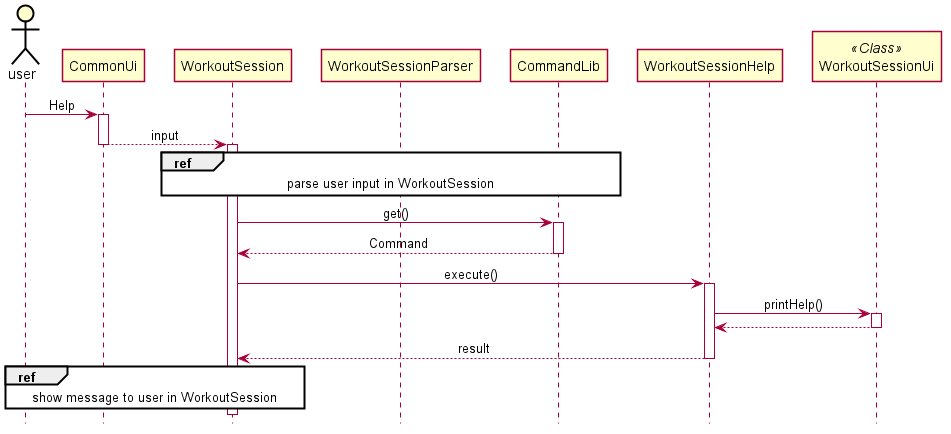 user
CommonUi
WorkoutSession
WorkoutSessionParser
CommandLib
WorkoutSessionHelp
«Class»
WorkoutSessionUi
Help
input
ref
parse user input in WorkoutSession
get()
Command
execute()
printHelp()
result
ref
show message to user in WorkoutSession